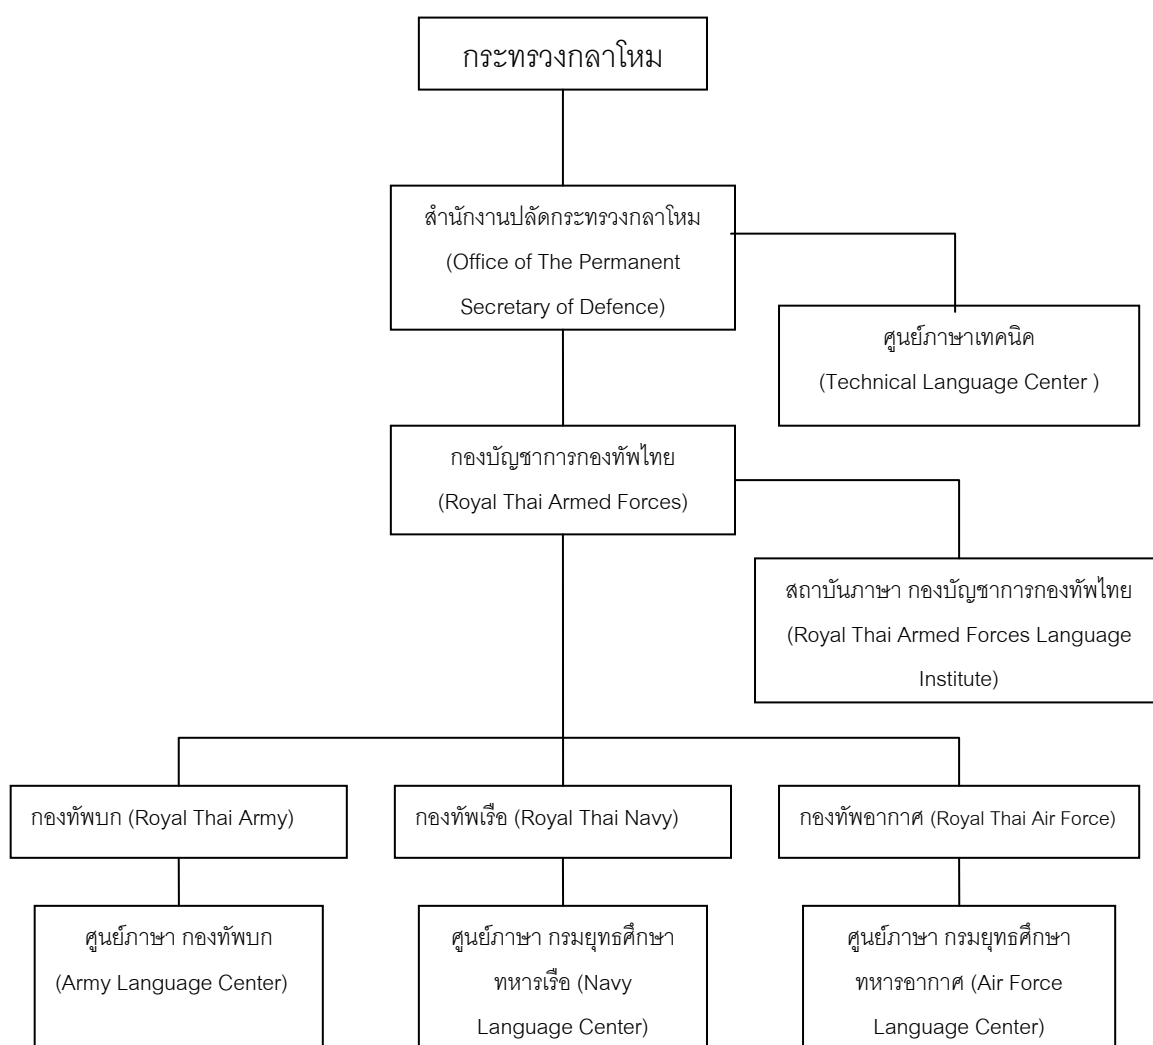 กระทรวงกลาโหม
สำนักงานปลัดกระทรวงกลาโหม
(Office of The Permanent
Secretary of Defence)
ศูนย์ภาษาเทคนิค
(Technical Language Center )
กองบัญชาการกองทัพไทย
(Royal Thai Armed Forces)
สถาบันภาษา กองบัญชาการกองทัพไทย
(Royal Thai Armed Forces Language
Institute)
กองทัพบก (Royal Thai Army)
กองทัพเรือ (Royal Thai Navy)
กองทัพอากาศ (Royal Thai Air Force)
ศูนย์ภาษา กองทัพบก
(Army Language Center)
ศูนย์ภาษา กรมยุทธศึกษา
ทหารเรือ (Navy
Language Center)
ศูนย์ภาษา กรมยุทธศึกษา
ทหารอากาศ (Air Force
Language Center)